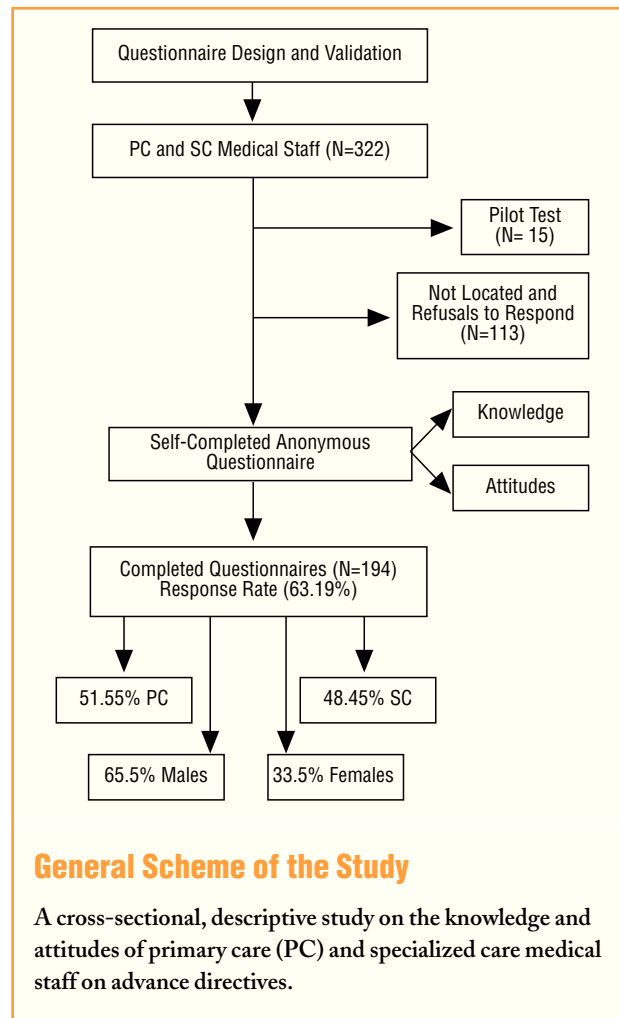 Questionnaire Design and Validation
PC and SC Medical Staff (N=322)
Pilot Test
(N= 15)
Not Located and
Refusals to Respond
(N=113)
Knowledge
Self-Completed Anonymous
Questionnaire
Attitudes
Completed Questionnaires (N=194)
Response Rate (63.19%)
51.55% PC
48.45% SC
65.5% Males
33.5% Females
General Scheme of the Study
A cross-sectional, descriptive study on the knowledge and
attitudes of primary care (PC) and specialized care medical
staff on advance directives.